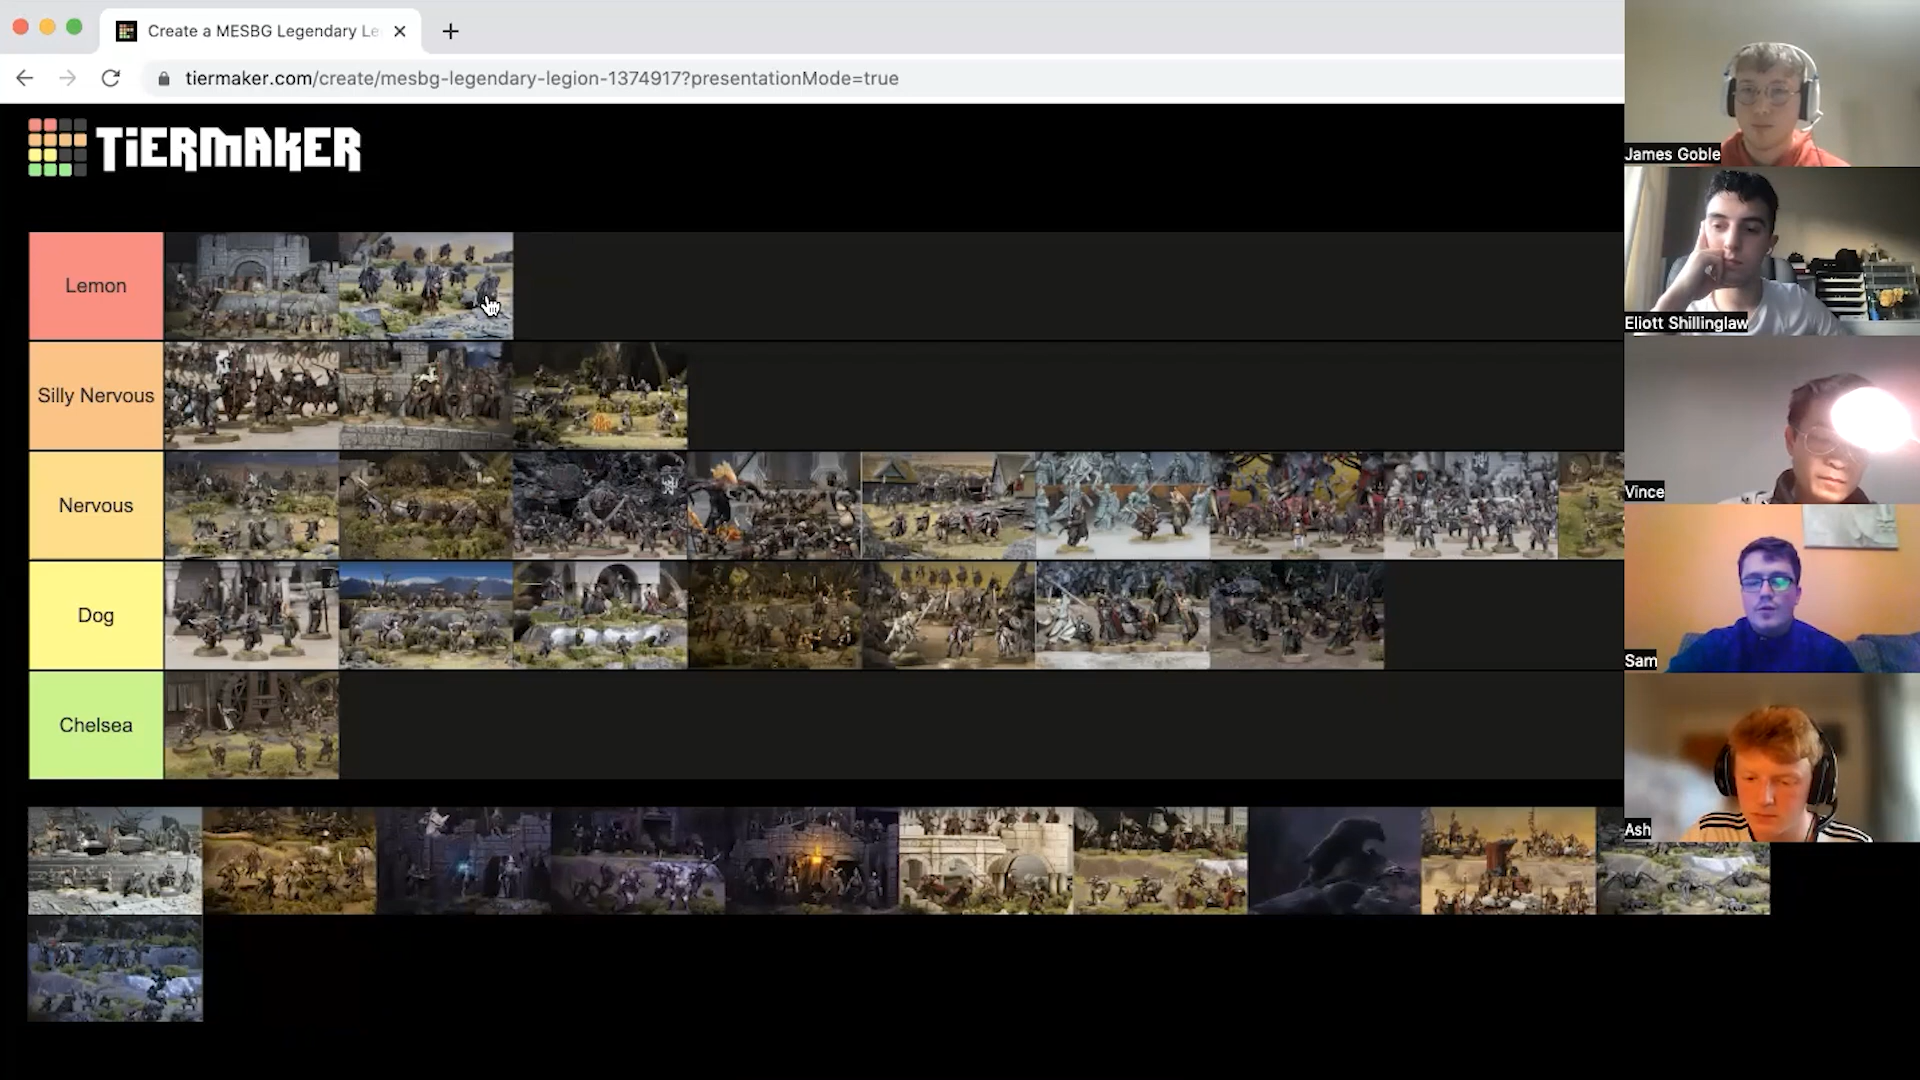 Create a MESBG Legendary Le
tiermaker.com/create/mesbg-legendary-legion-1374917?presentationMode=true
TiERMAKER
Lemon
Silly Nervous
Nervous
Dog
Chelsea
James Goble
Eliott Shillinglaw
Vince
Sam
Ash